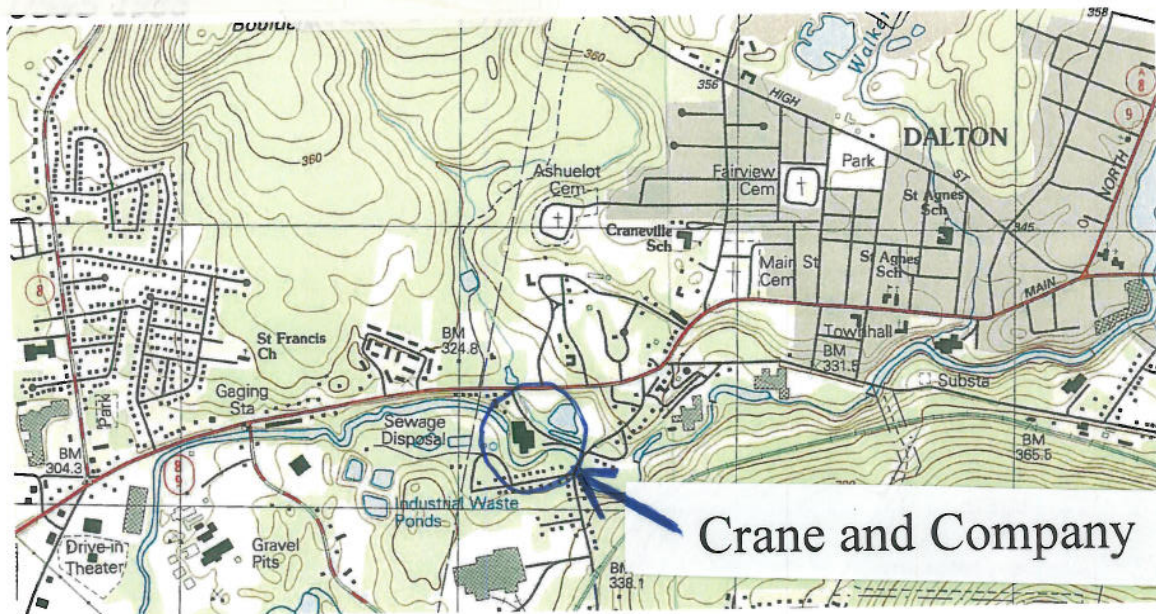 358
Walker
356
HIGH
ST
DALTON
A
8
9
NORTH
360
360
Park
Ashuelot
Cem
Fairview
Cem
St Agnes
Sch
Craneville
Sch
345
Main St
Cem
St Agnes
Sch
MAIN
8
St Francis
Ch
BM
324.8
Townhall
BM
331.5
Gaging
Sta
Substa
Park
Sewage
Disposal
BM
304.3
8
9
BM
365.5
Industrial Waste
Ponds
Crane and Company
Drive-in
Theater
Gravel
Pits
BM
338.1